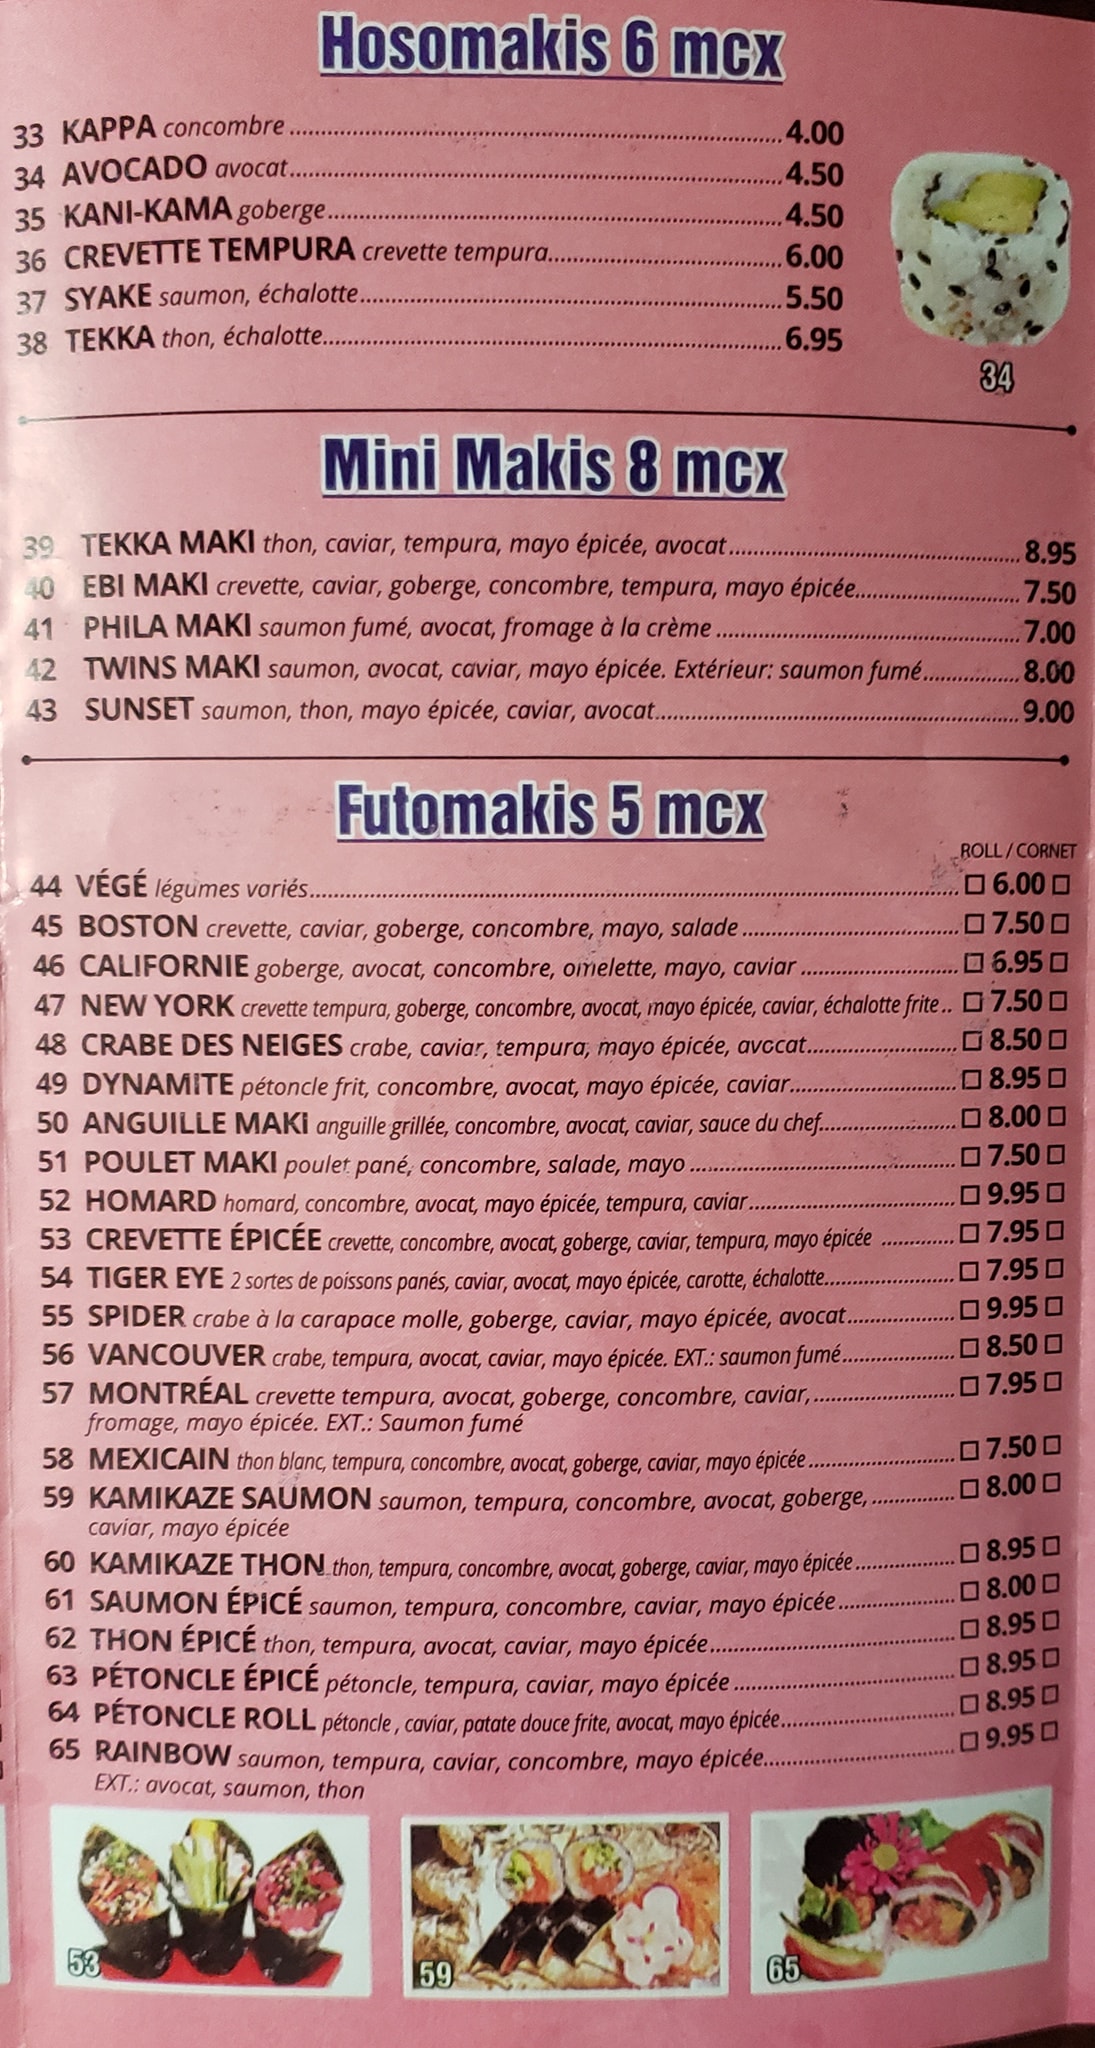 Hosomakis 6 mcx
33 KAPPA concombre 4.00
34 AVOCADO avocat 4.50
35 KANI-KAMA goberge 4.50
36 CREVETTE TEMPURA crevette tempura 6.00
37 SYAKE saumon, échalotte 5.50
38 TEKKA thon, échalotte 6.95
34
Mini Makis 8 mcx
39 TEKKA MAKI thon, caviar, tempura, mayo épicée, avocat 8.95
40 EBI MAKI crevette, caviar, goberge, concombre, tempura, mayo épicée 7.50
41 PHILA MAKI saumon fumé, avocat, fromage à la crème 7.00
42 TWINS MAKI saumon, avocat, caviar, mayo épicée. Extérieur: saumon fumé 8.00
43 SUNSET saumon, thon, mayo épicée, caviar, avocat 9.00
Futomakis 5 mcx
ROLL / CORNET
44 VÉGÉ légumes variés □ 6.00 □
45 BOSTON crevette, caviar, goberge, concombre, mayo, salade □ 7.50 □
46 CALIFORNIE goberge, avocat, concombre, omelette, mayo, caviar □ 6.95 □
47 NEW YORK crevette tempura, goberge, concombre, avocat, mayo épicée, caviar, échalotte frite □ 7.50 □
48 CRABE DES NEIGES crabe, caviar, tempura, mayo épicée, avocat □ 8.50 □
49 DYNAMITE pétoncle frit, concombre, avocat, mayo épicée, caviar □ 8.95 □
50 ANGUILLE MAKI anguille grillée, concombre, avocat, caviar, sauce du chef □ 8.00 □
51 POULET MAKI poulet pané, concombre, salade, mayo □ 7.50 □
52 HOMARD homard, concombre, avocat, mayo épicée, tempura, caviar □ 9.95 □
53 CREVETTE ÉPICÉE crevette, concombre, avocat, goberge, caviar, tempura, mayo épicée □ 7.95 □
54 TIGER EYE 2 sortes de poissons panés, caviar, avocat, mayo épicée, carotte, échalotte □ 7.95 □
55 SPIDER crabe à la carapace molle, goberge, caviar, mayo épicée, avocat □ 9.95 □
56 VANCOUVER crabe, tempura, avocat, caviar, mayo épicée. EXT.: saumon fumé □ 8.50 □
57 MONTRÉAL crevette tempura, avocat, goberge, concombre, caviar, □ 7.95 □
fromage, mayo épicée. EXT.: Saumon fumé
58 MEXICAIN thon blanc, tempura, concombre, avocat, goberge, caviar, mayo épicée □ 7.50 □
59 KAMIKAZE SAUMON saumon, tempura, concombre, avocat, goberge, □ 8.00 □
caviar, mayo épicée
60 KAMIKAZE THON thon, tempura, concombre, avocat, goberge, caviar, mayo épicée □ 8.95 □
61 SAUMON ÉPICÉ saumon, tempura, concombre, caviar, mayo épicée □ 8.00 □
62 THON ÉPICÉ thon, tempura, avocat, caviar, mayo épicée □ 8.95 □
63 PÉTONCLE ÉPICÉ pétoncle, tempura, caviar, mayo épicée □ 8.95 □
64 PÉTONCLE ROLL pétoncle, caviar, patate douce frite, avocat, mayo épicée □ 8.95 □
65 RAINBOW saumon, tempura, caviar, concombre, mayo épicée □ 9.95 □
EXT.: avocat, saumon, thon
53
59
65